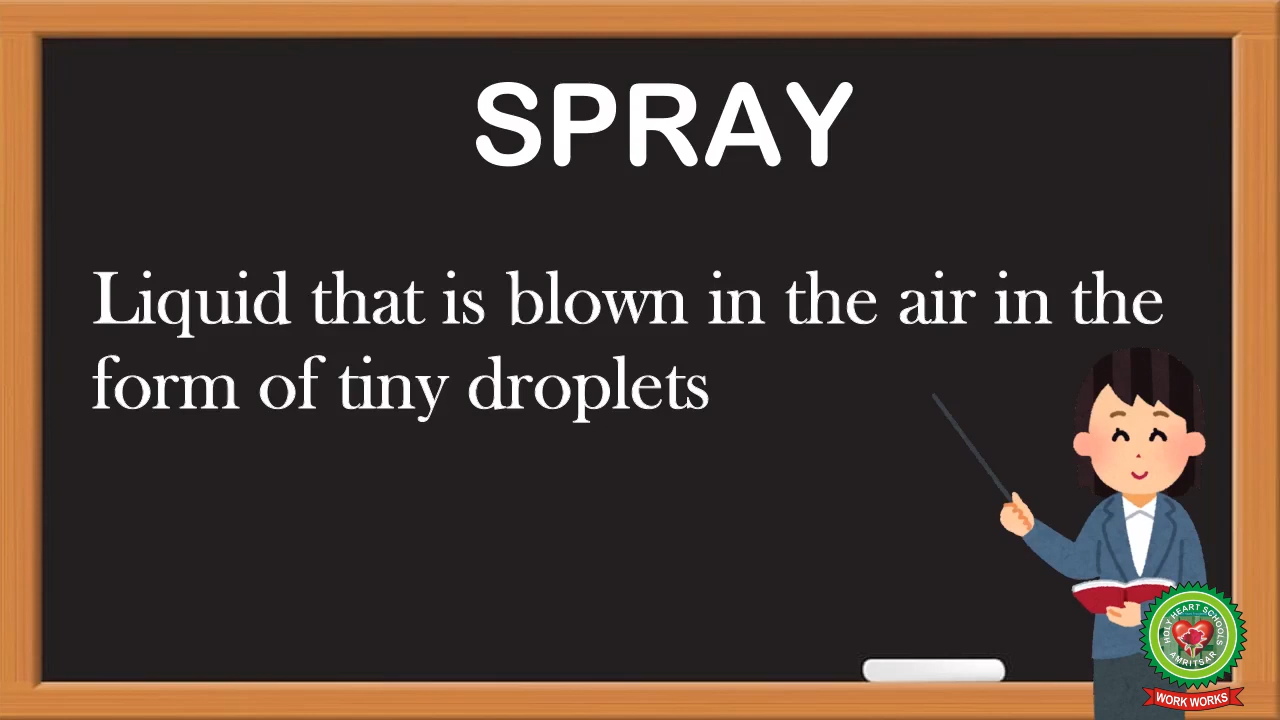 SPRAY
Liquid that is blown in the air in the
form of tiny droplets
HOLY HEART SCHOOLS
AMRITSAR
WORK WORKS